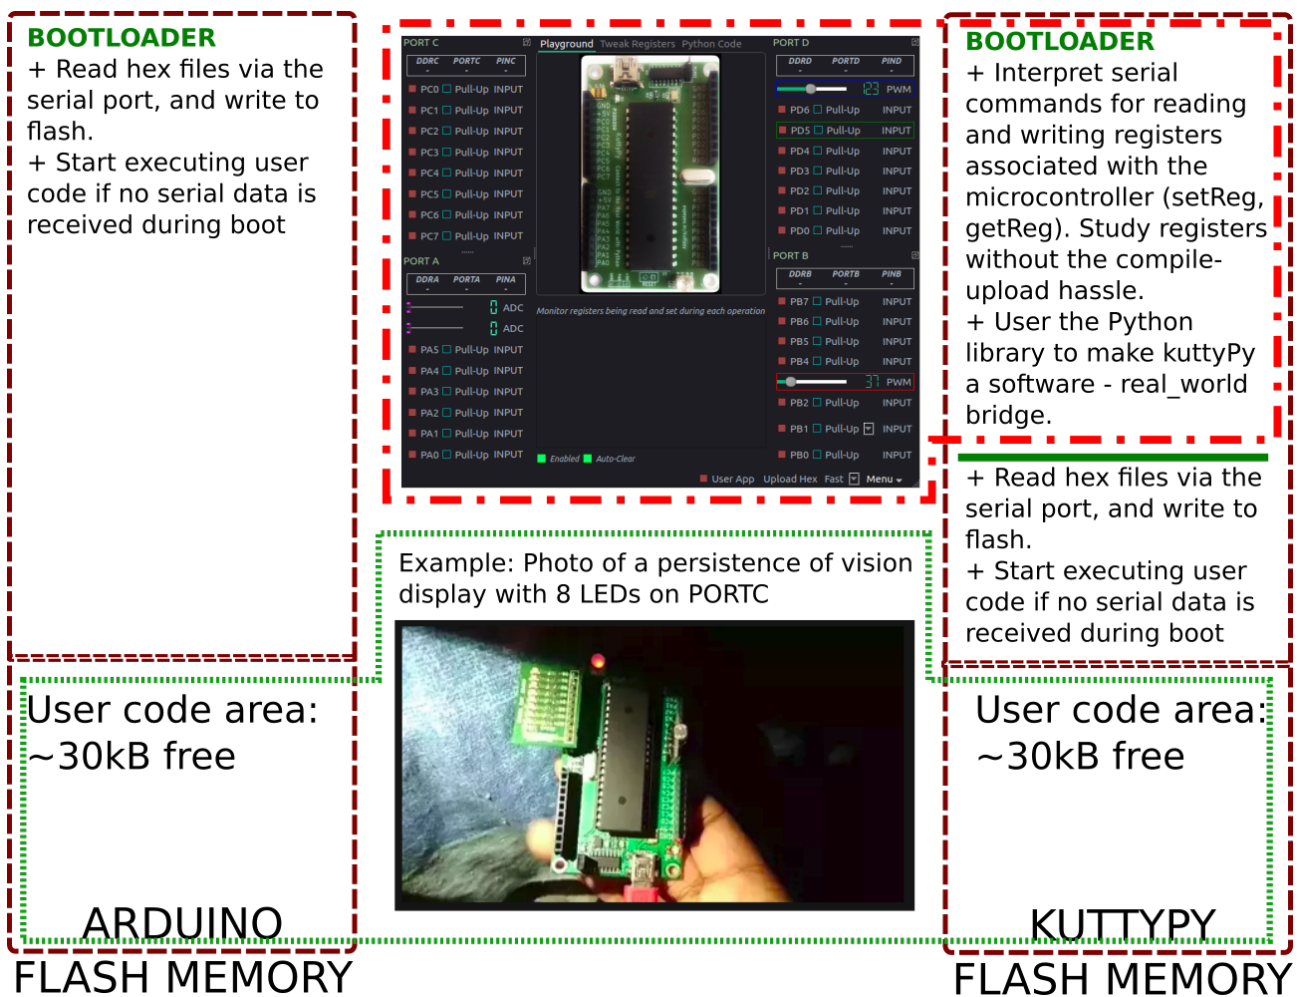 BOOTLOADER
+ Read hex files via the
serial port, and write to
flash.
+ Start executing user
code if no serial data is
received during boot
User code area:
~30kB free
ARDUINO
FLASH MEMORY
PORT C
DDRC PORTC PINC
- - -
PC0 Pull-Up INPUT
PC1 Pull-Up INPUT
PC2 Pull-Up INPUT
PC3 Pull-Up INPUT
PC4 Pull-Up INPUT
PC5 Pull-Up INPUT
PC6 Pull-Up INPUT
PC7 Pull-Up INPUT
PORT A
DDRA PORTA PINA
- - -
0 ADC
0 ADC
PA5 Pull-Up INPUT
PA4 Pull-Up INPUT
PA3 Pull-Up INPUT
PA2 Pull-Up INPUT
PA1 Pull-Up INPUT
PA0 Pull-Up INPUT
Playground Tweak Registers Python Code
Monitor registers being read and set during each operation
Enabled Auto-Clear
PORT D
DDRD PORTD PIND
- - -
123 PWM
PD6 Pull-Up INPUT
PD5 Pull-Up INPUT
PD4 Pull-Up INPUT
PD3 Pull-Up INPUT
PD2 Pull-Up INPUT
PD1 Pull-Up INPUT
PD0 Pull-Up INPUT
PORT B
DDRB PORTB PINB
- - -
PB7 Pull-Up INPUT
PB6 Pull-Up INPUT
PB5 Pull-Up INPUT
PB4 Pull-Up INPUT
37 PWM
PB2 Pull-Up INPUT
PB1 Pull-Up INPUT
PB0 Pull-Up INPUT
User App Upload Hex Fast Menu
Example: Photo of a persistence of vision
display with 8 LEDs on PORTC
BOOTLOADER
+ Interpret serial
commands for reading
and writing registers
associated with the
microcontroller (setReg,
getReg). Study registers
without the compile-
upload hassle.
+ User the Python
library to make kuttyPy
a software - real_world
bridge.
+ Read hex files via the
serial port, and write to
flash.
+ Start executing user
code if no serial data is
received during boot
User code area:
~30kB free
KUTTYPY
FLASH MEMORY